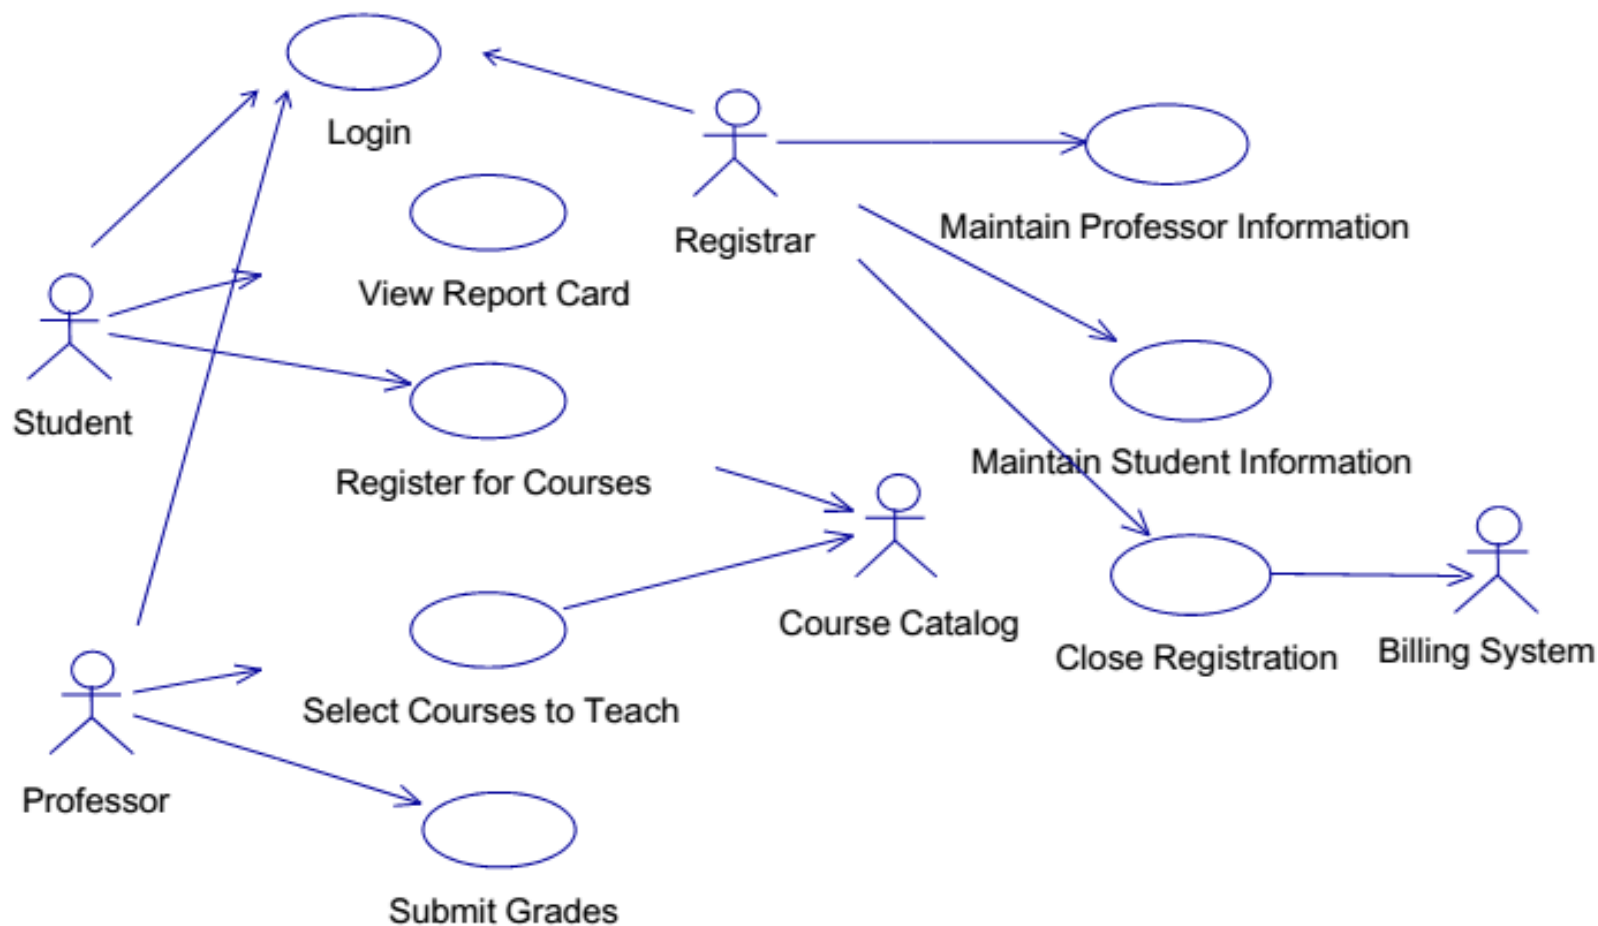 Login
Registrar
Maintain Professor Information
View Report Card
Student
Register for Courses
Maintain Student Information
Course Catalog
Close Registration
Billing System
Select Courses to Teach
Professor
Submit Grades